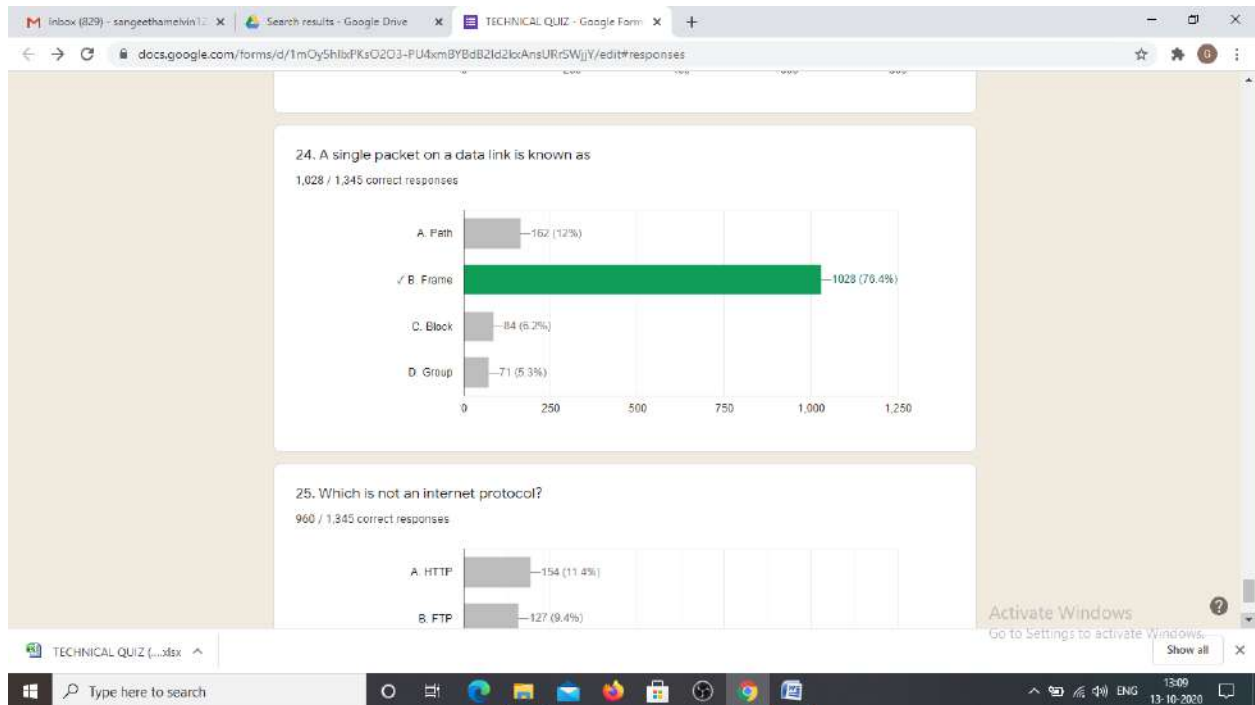 Inbox (829) - sangeethamelvin12
Search results - Google Drive
TECHNICAL QUIZ - Google Form
docs.google.com/forms/d/
24. A single packet on a data link is known as
1,028 / 1,345 correct responses
A. Path
162 (12%)
✓ B. Frame
1028 (76.4%)
C. Block
84 (6.2%)
D. Group
71 (5.3%)
0 250 500 750 1,000 1,250
25. Which is not an internet protocol?
960 / 1,345 correct responses
A. HTTP
154 (11.4%)
B. FTP
127 (9.4%)
Activate Windows
Go to Settings to activate Windows.
TECHNICAL QUIZ (....xlsx
Show all
Type here to search
ENG
13:09
13-10-2020